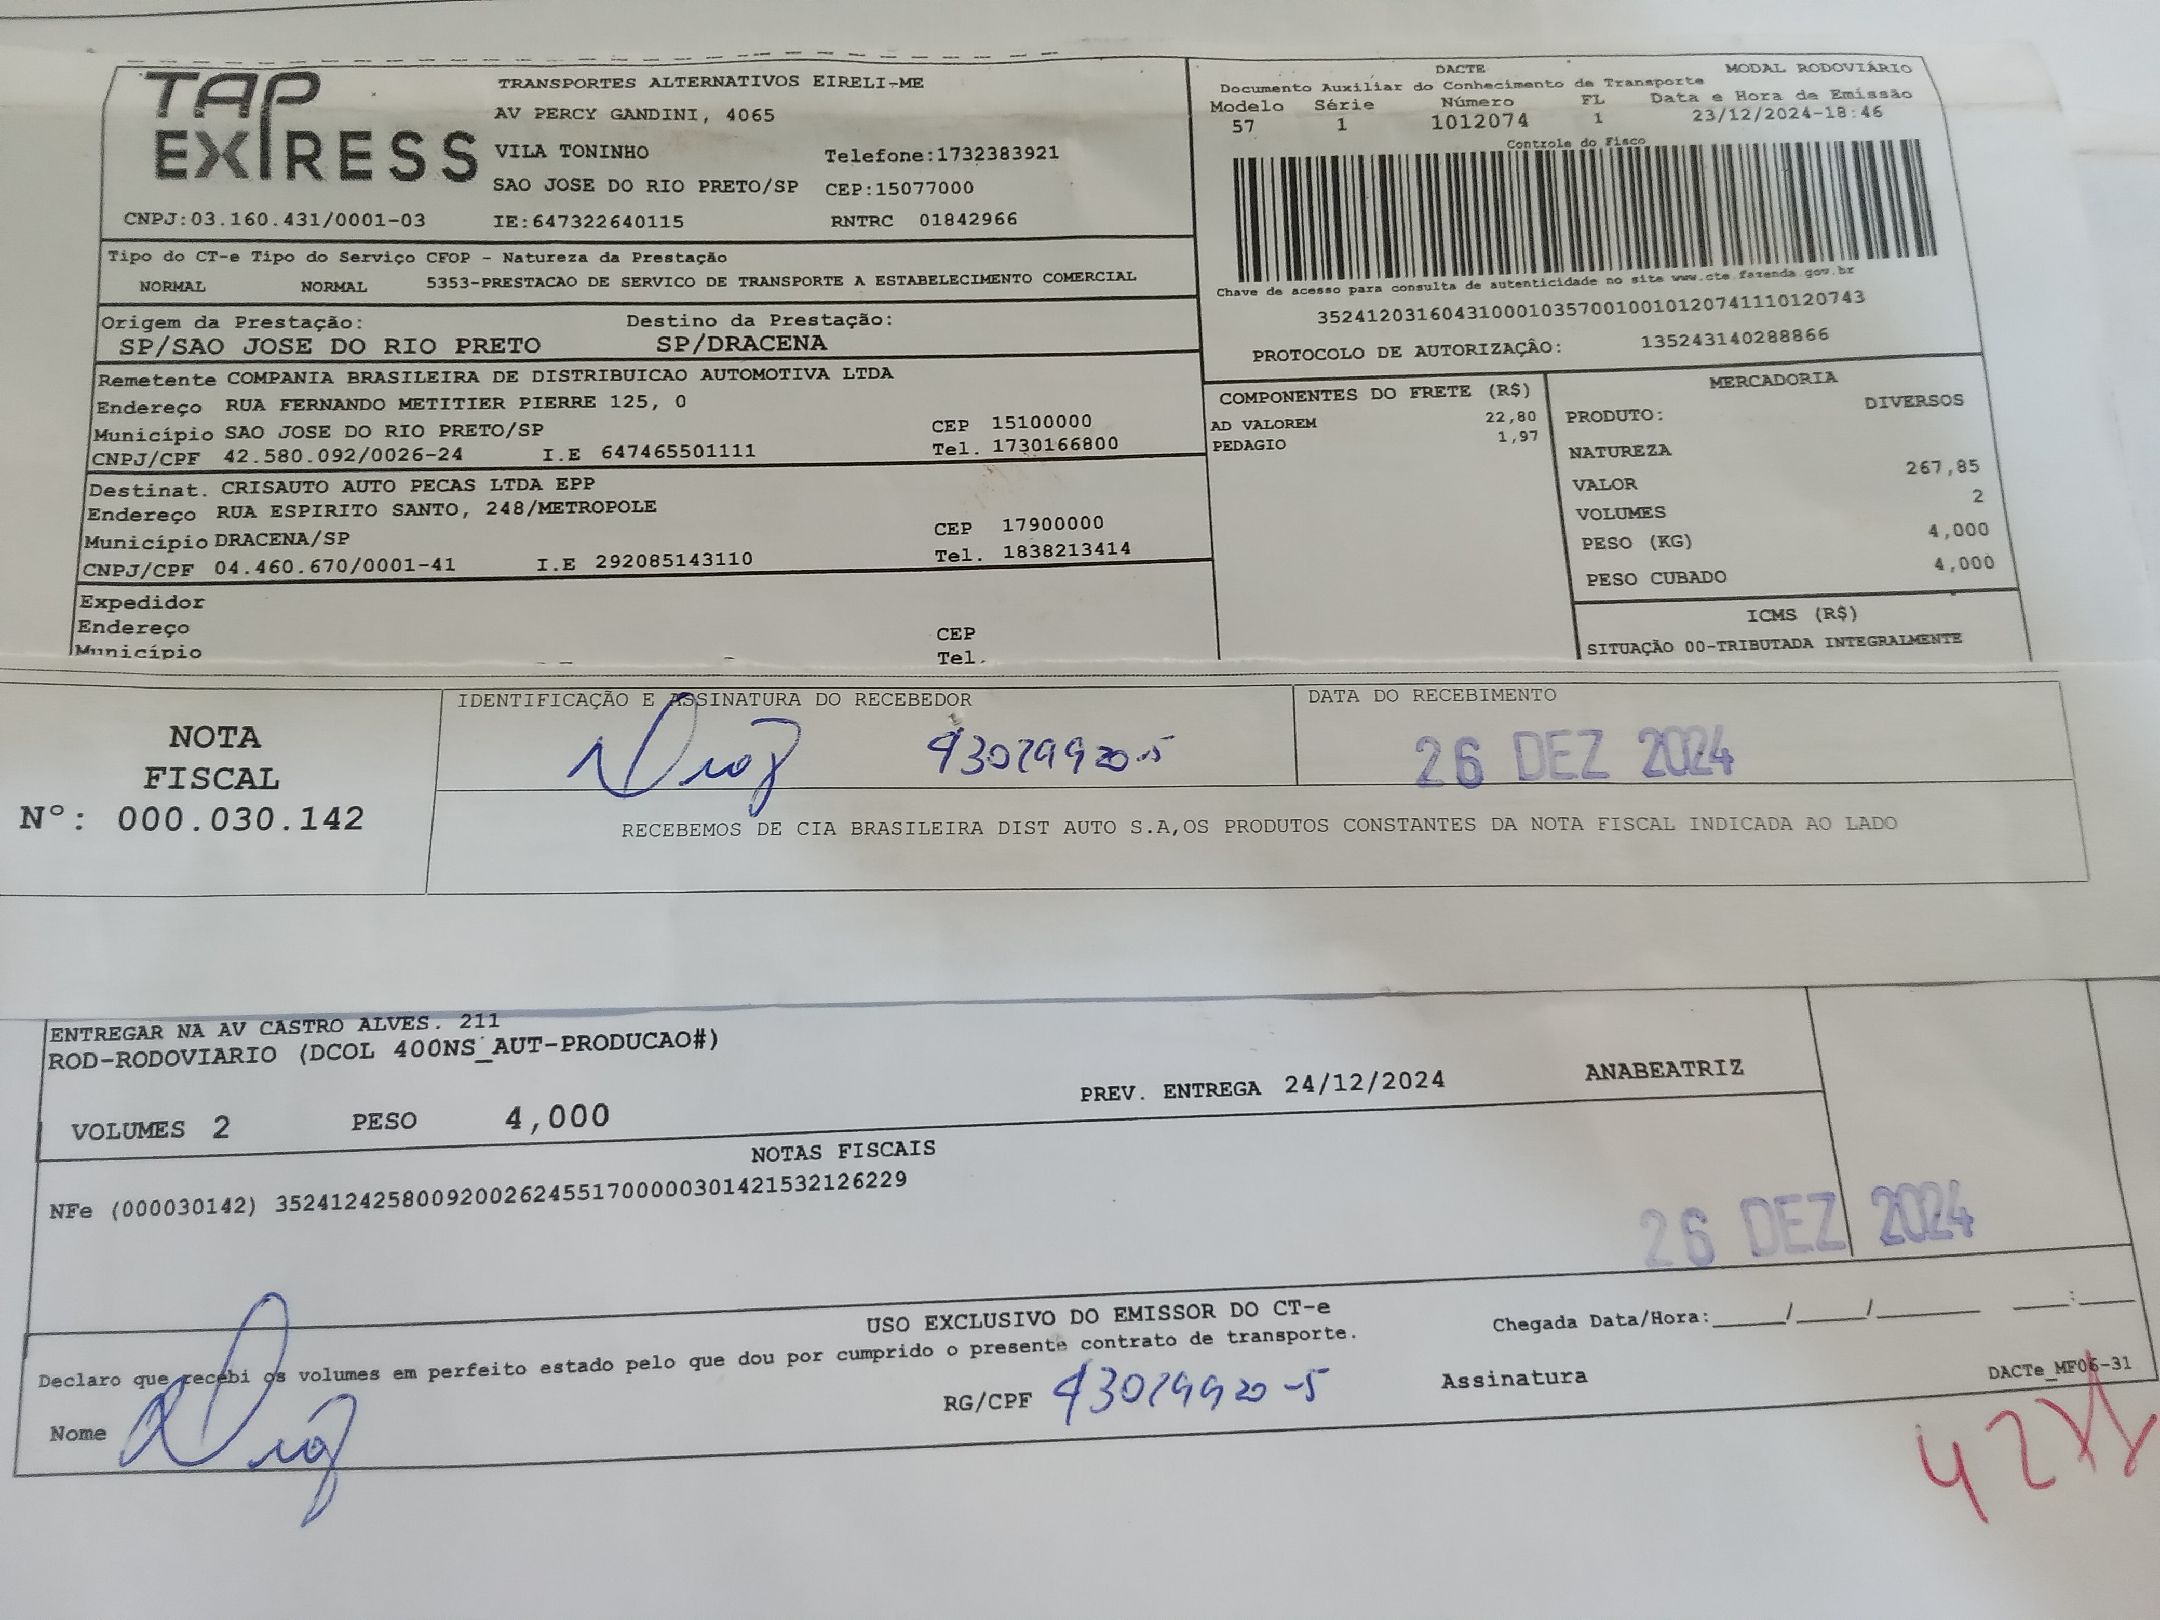 TAP EXPRESS
TRANSPORTES ALTERNATIVOS EIRELI-ME
AV PERCY GANDINI, 4065
VILA TONINHO Telefone:1732383921
SAO JOSE DO RIO PRETO/SP CEP:15077000
CNPJ:03.160.431/0001-03 IE:647322640115 RNTRC 01842966
DACTE MODAL RODOVIÁRIO
Documento Auxiliar do Conhecimento de Transporte
Modelo Série Número FL Data e Hora de Emissão
57 1 1012074 1 23/12/2024-18:46
Controle do Fisco
Chave de acesso para consulta de autenticidade no site www.cte.fazenda.gov.br
35241203160431000103570010010120741110120743
PROTOCOLO DE AUTORIZAÇÃO: 135243140288866
Tipo do CT-e Tipo do Serviço CFOP - Natureza da Prestação
NORMAL NORMAL 5353-PRESTACAO DE SERVICO DE TRANSPORTE A ESTABELECIMENTO COMERCIAL
Origem da Prestação: Destino da Prestação:
SP/SAO JOSE DO RIO PRETO SP/DRACENA
Remetente COMPANIA BRASILEIRA DE DISTRIBUICAO AUTOMOTIVA LTDA
Endereço RUA FERNANDO METITIER PIERRE 125, 0
Município SAO JOSE DO RIO PRETO/SP CEP 15100000
CNPJ/CPF 42.580.092/0026-24 I.E 647465501111 Tel. 1730166800
Destinat. CRISAUTO AUTO PECAS LTDA EPP
Endereço RUA ESPIRITO SANTO, 248/METROPOLE
Município DRACENA/SP CEP 17900000
CNPJ/CPF 04.460.670/0001-41 I.E 292085143110 Tel. 1838213414
Expedidor
Endereço CEP
Município Tel.
COMPONENTES DO FRETE (R$)
AD VALOREM 22,80
PEDAGIO 1,97
MERCADORIA
PRODUTO: DIVERSOS
NATUREZA
VALOR 267,85
VOLUMES 2
PESO (KG) 4,000
PESO CUBADO 4,000
ICMS (R$)
SITUAÇÃO 00-TRIBUTADA INTEGRALMENTE
NOTA
FISCAL
Nº: 000.030.142
IDENTIFICAÇÃO E ASSINATURA DO RECEBEDOR
DATA DO RECEBIMENTO
26 DEZ 2024
RECEBEMOS DE CIA BRASILEIRA DIST AUTO S.A,OS PRODUTOS CONSTANTES DA NOTA FISCAL INDICADA AO LADO
ENTREGAR NA AV CASTRO ALVES. 211
ROD-RODOVIARIO (DCOL 400NS_AUT-PRODUCAO#)
VOLUMES 2 PESO 4,000 PREV. ENTREGA 24/12/2024 ANABEATRIZ
NOTAS FISCAIS
NFe (000030142) 35241242580092002624551700000301421532126229
26 DEZ 2024
USO EXCLUSIVO DO EMISSOR DO CT-e
Declaro que recebi os volumes em perfeito estado pelo que dou por cumprido o presente contrato de transporte.
Chegada Data/Hora:____/____/______ ___:___
Nome RG/CPF Assinatura
DACTe_MF06-31